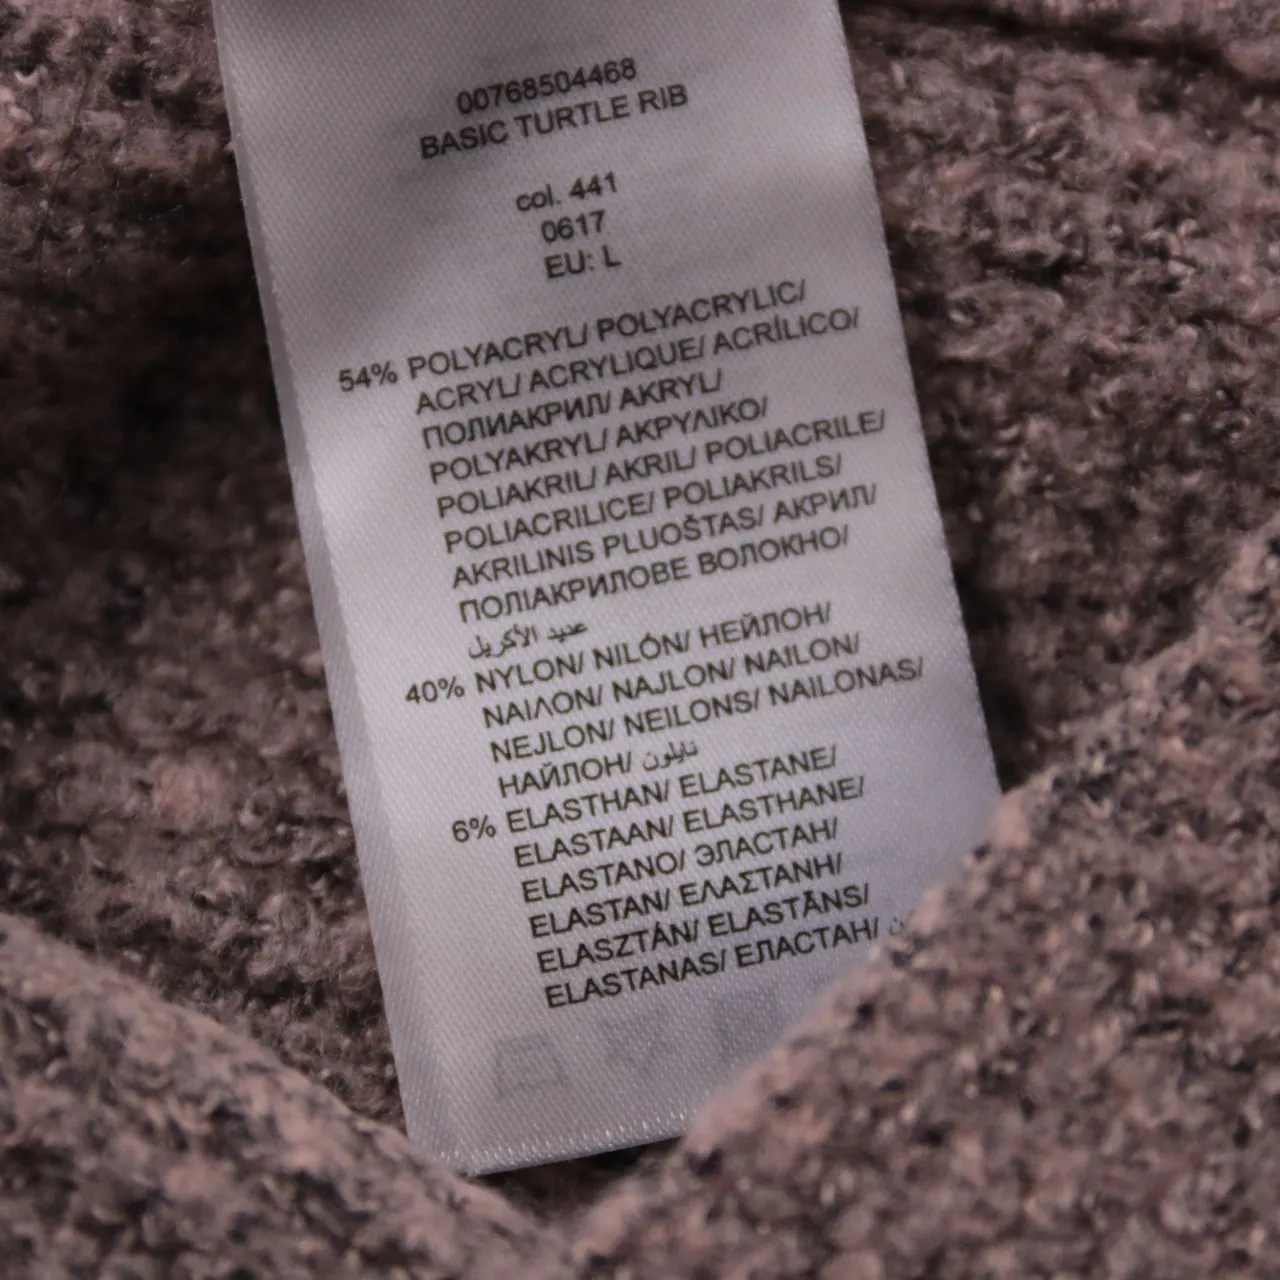 00768504468
BASIC TURTLE RIB
col. 441
0617
EU: L
54% POLYACRYL/ POLYACRYLIC/
ACRYL/ ACRYLIQUE/ ACRÍLICO/
ПОЛИАКРИЛ/ AKRYL/
POLYAKRYL/ ΑΚΡΥΛΙΚΟ/
POLIAKRIL/ AKRIL/ POLIACRILE/
POLIACRILICE/ POLIAKRILS/
AKRILINIS PLUOŠTAS/ АКРИЛ/
ПОЛІАКРИЛОВЕ ВОЛОКНО/
عديد الأكريل
40% NYLON/ NILÓN/ НЕЙЛОН/
ΝΑΙΛΟΝ/ NAJLON/ NAILON/
NEJLON/ NEILONS/ NAILONAS/
НАЙЛОН/ نايلون
6% ELASTHAN/ ELASTANE/
ELASTAAN/ ELASTHANE/
ELASTANO/ ЭЛАСТАН/
ELASTAN/ ΕΛΑΣΤΑΝΗ/
ELASZTÁN/ ELASTĀNS/
ELASTANAS/ ЕЛАСТАН/